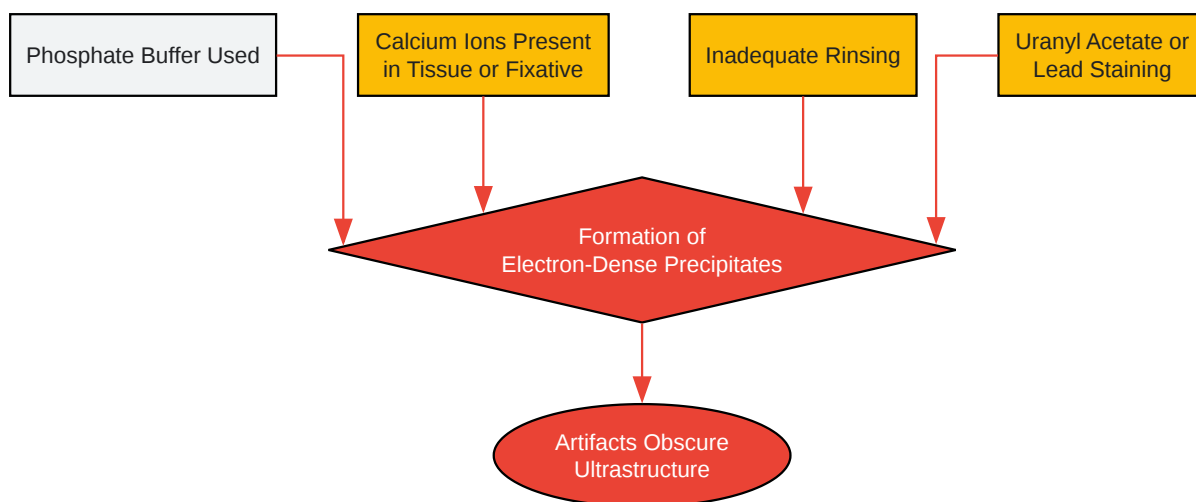 Phosphate Buffer Used
Calcium Ions Present
in Tissue or Fixative
Inadequate Rinsing
Uranyl Acetate or
Lead Staining
Formation of
Electron-Dense Precipitates
Artifacts Obscure
Ultrastructure